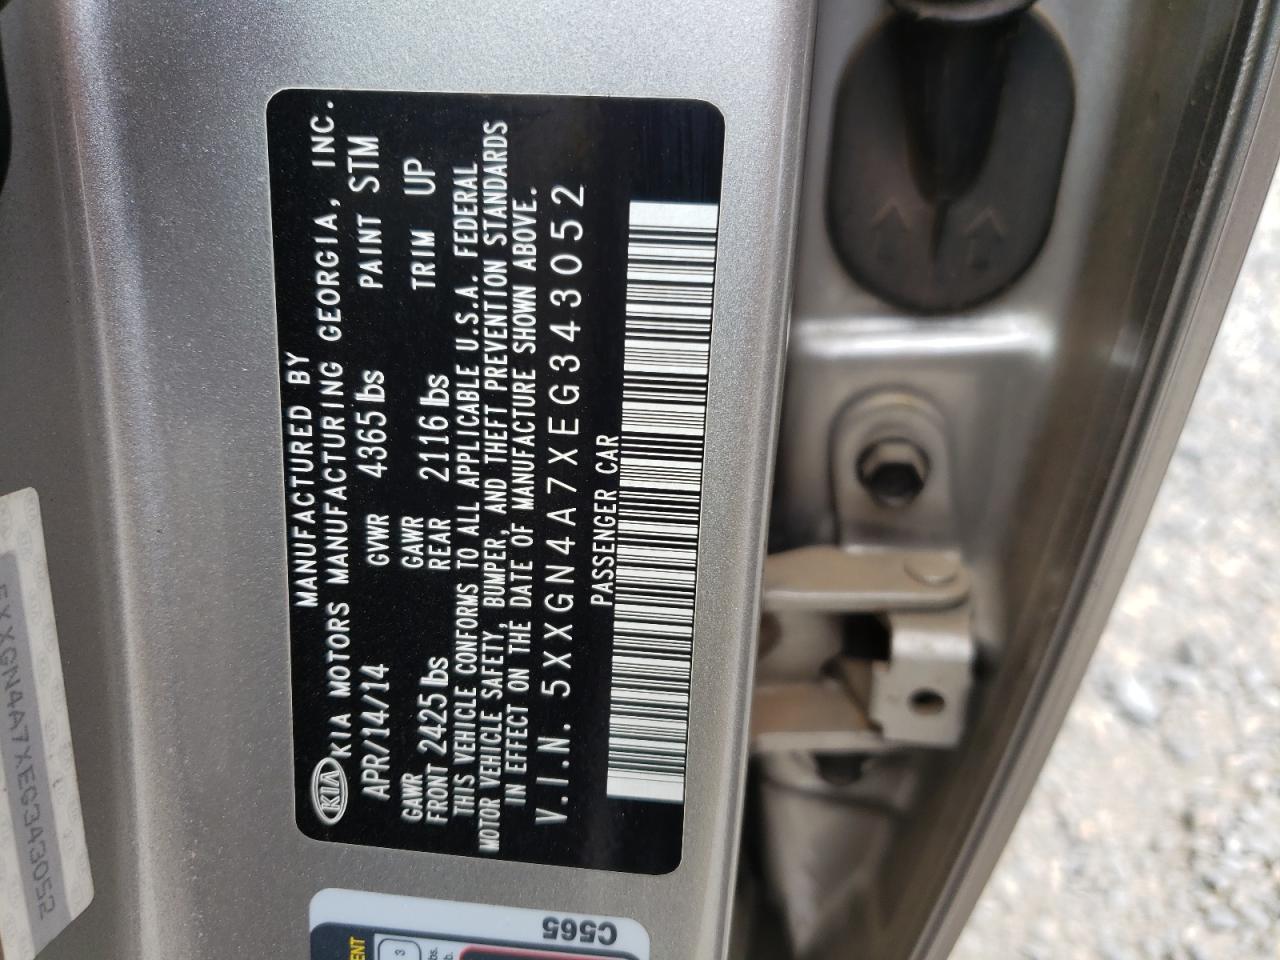 MANUFACTURED BY
KIA KIA MOTORS MANUFACTURING GEORGIA, INC.
APR/14/14 GVWR 4365 lbs PAINT STM
GAWR FRONT 2425 lbs GAWR REAR 2116 lbs TRIM UP
THIS VEHICLE CONFORMS TO ALL APPLICABLE U.S.A. FEDERAL
MOTOR VEHICLE SAFETY, BUMPER, AND THEFT PREVENTION STANDARDS
IN EFFECT ON THE DATE OF MANUFACTURE SHOWN ABOVE.
V.I.N. 5XXGN4A7XEG343052
PASSENGER CAR
5XXGN4A7XEG343052
C565
3